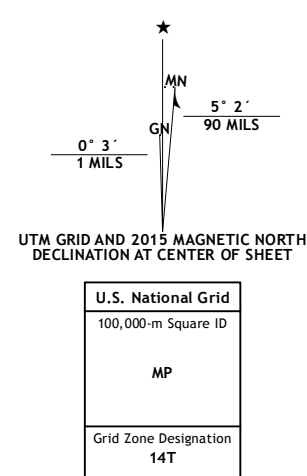 ★
MN
5° 2´
90 MILS
GN
0° 3´
1 MILS
UTM GRID AND 2015 MAGNETIC NORTH
DECLINATION AT CENTER OF SHEET
U.S. National Grid
100,000-m Square ID
MP
Grid Zone Designation
14T